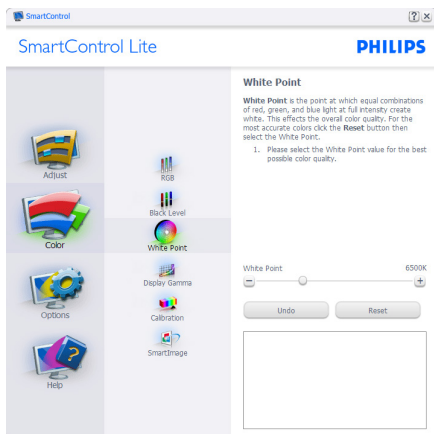 SmartControl
SmartControl Lite
PHILIPS
Adjust
Color
Options
Help
RGB
Black Level
White Point
Display Gamma
Calibration
SmartImage
White Point
White Point is the point at which equal combinations
of red, green, and blue light at full intensity create
white. This effects the overall color quality. For the
most accurate colors click the Reset button then
select the White Point.
1. Please select the White Point value for the best
possible color quality.
White Point 6500K
Undo Reset